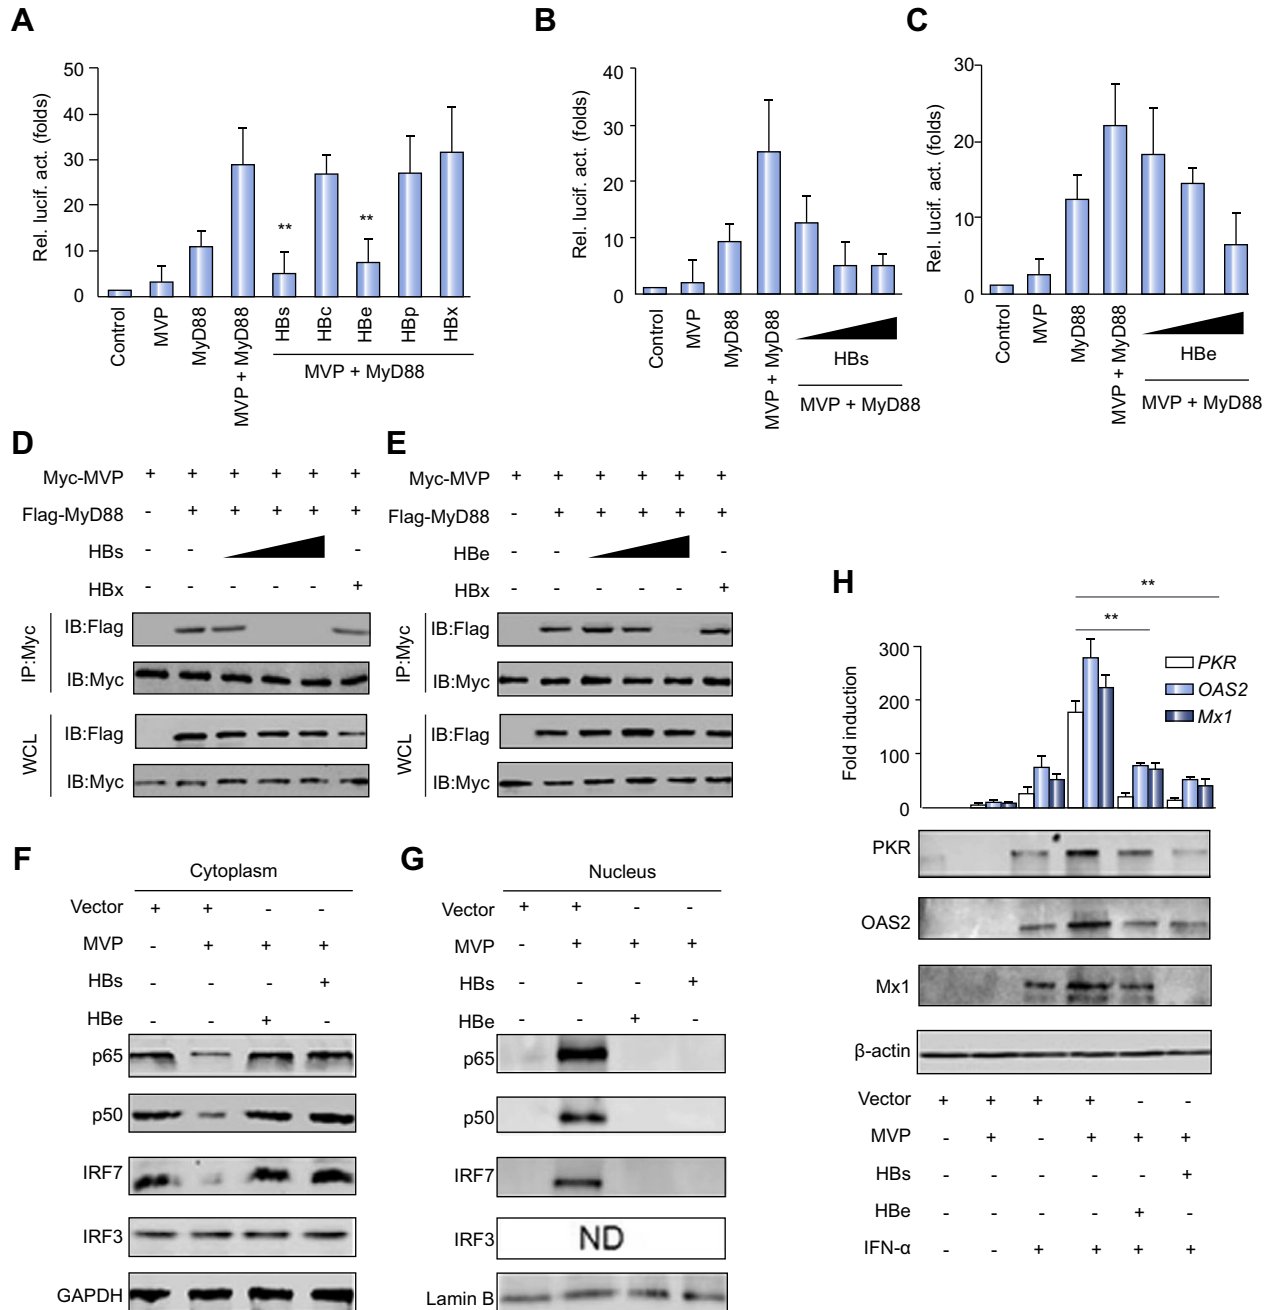 A
Rel. lucif. act. (folds)
50
40
30
20
10
0
Control
MVP
MyD88
MVP + MyD88
HBs
HBc
HBe
HBp
HBx
**
**
MVP + MyD88
B
Rel. lucif. act. (folds)
40
30
20
10
0
Control
MVP
MyD88
MVP + MyD88
HBs
MVP + MyD88
C
Rel. lucif. act. (folds)
30
20
10
0
Control
MVP
MyD88
MVP + MyD88
HBe
MVP + MyD88
D
Myc-MVP + + + + + +
Flag-MyD88 - + + + + +
HBs - - -
HBx - - - - - +
IP:Myc
IB:Flag
IB:Myc
WCL
IB:Flag
IB:Myc
E
Myc-MVP + + + + + +
Flag-MyD88 - + + + + +
HBe - - -
HBx - - - - - +
IP:Myc
IB:Flag
IB:Myc
WCL
IB:Flag
IB:Myc
F
Cytoplasm
Vector + + - -
MVP - + + +
HBs - - - +
HBe - - + -
p65
p50
IRF7
IRF3
GAPDH
G
Nucleus
Vector + + - -
MVP - + + +
HBs - - - +
HBe - - + -
p65
p50
IRF7
IRF3 ND
Lamin B
H
**
**
Fold induction
300
200
100
0
PKR
OAS2
Mx1
PKR
OAS2
Mx1
β-actin
Vector + + + + - -
MVP - + - + + +
HBs - - - - - +
HBe - - - - + -
IFN-α - - + + + +